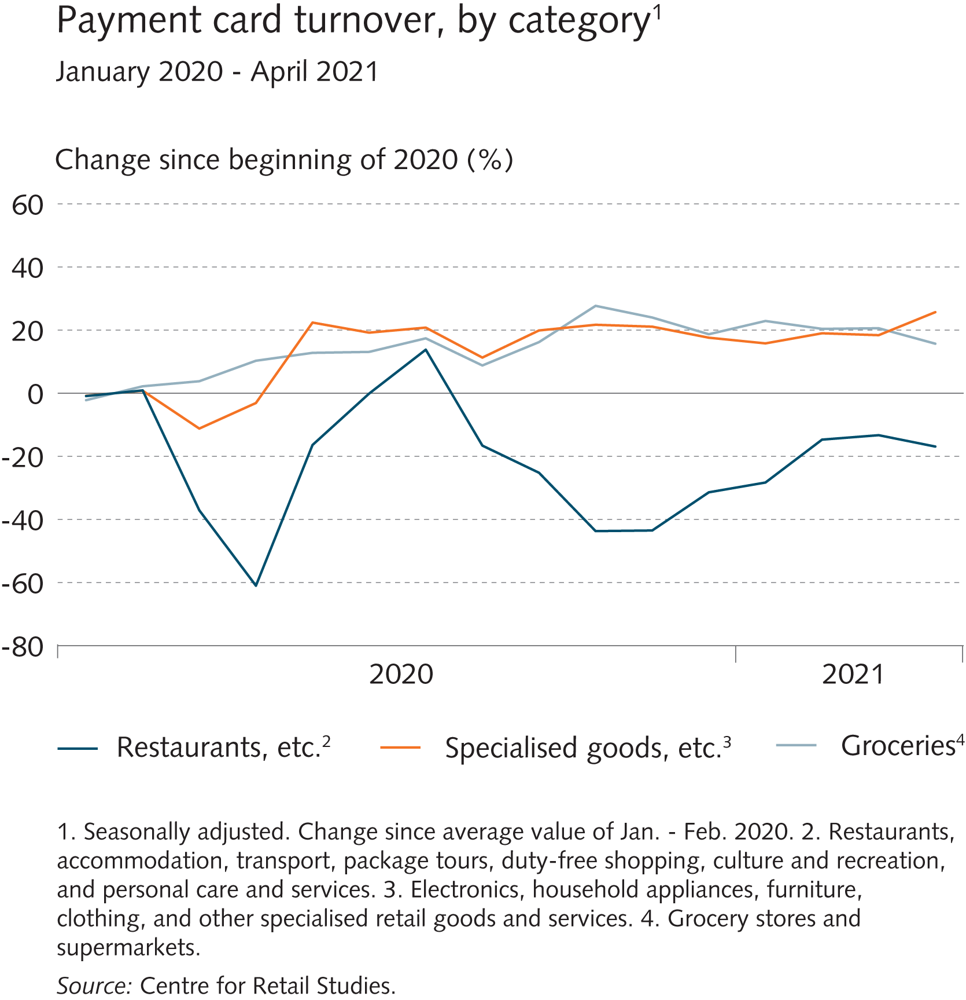 Payment card turnover, by category¹
January 2020 - April 2021
Change since beginning of 2020 (%)
60
40
20
0
-20
-40
-60
-80
2020 2021
Restaurants, etc.² Specialised goods, etc.³ Groceries⁴
1. Seasonally adjusted. Change since average value of Jan. - Feb. 2020. 2. Restaurants,
accommodation, transport, package tours, duty-free shopping, culture and recreation,
and personal care and services. 3. Electronics, household appliances, furniture,
clothing, and other specialised retail goods and services. 4. Grocery stores and
supermarkets.
Source: Centre for Retail Studies.